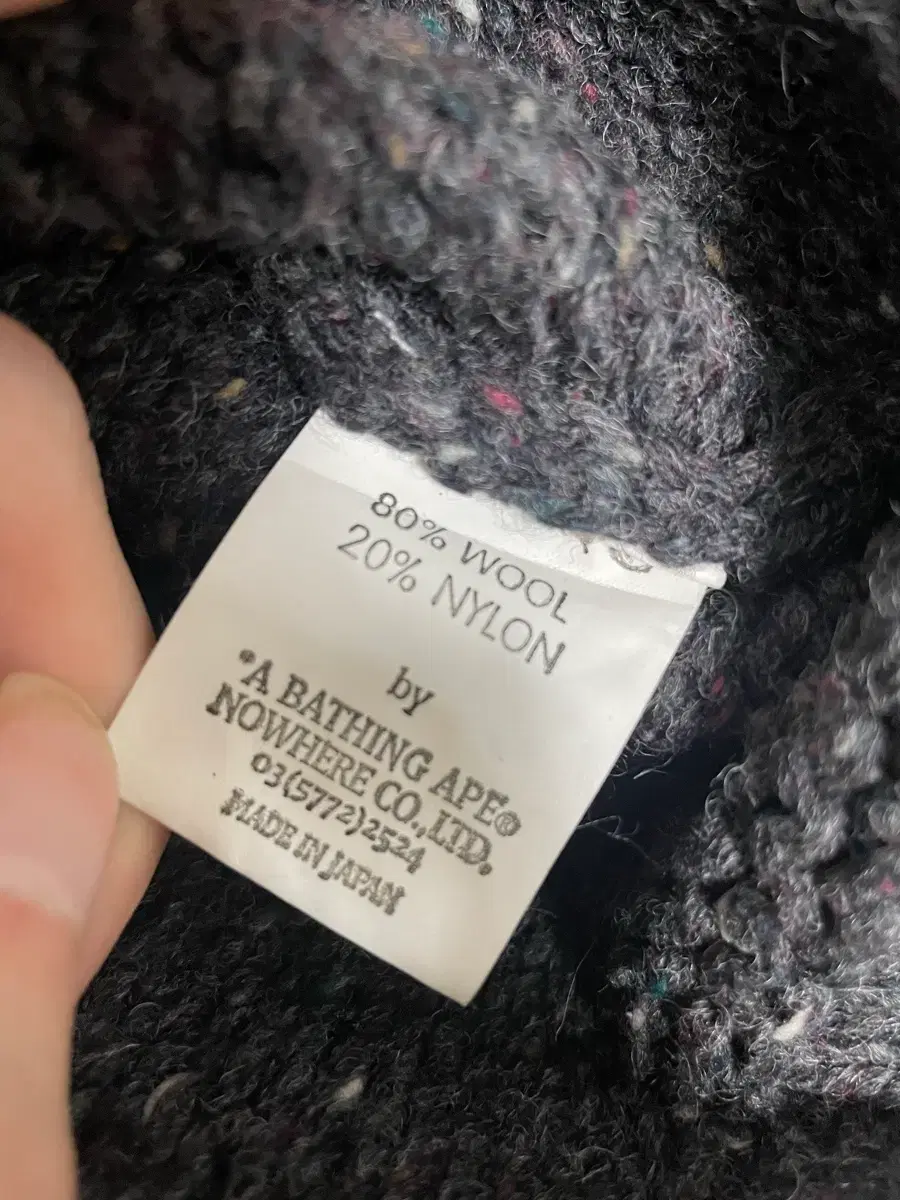 80% WOOL
20% NYLON
by
"A BATHING APE®
NOWHERE CO.,LTD,
03(5772)2524
MADE IN JAPAN